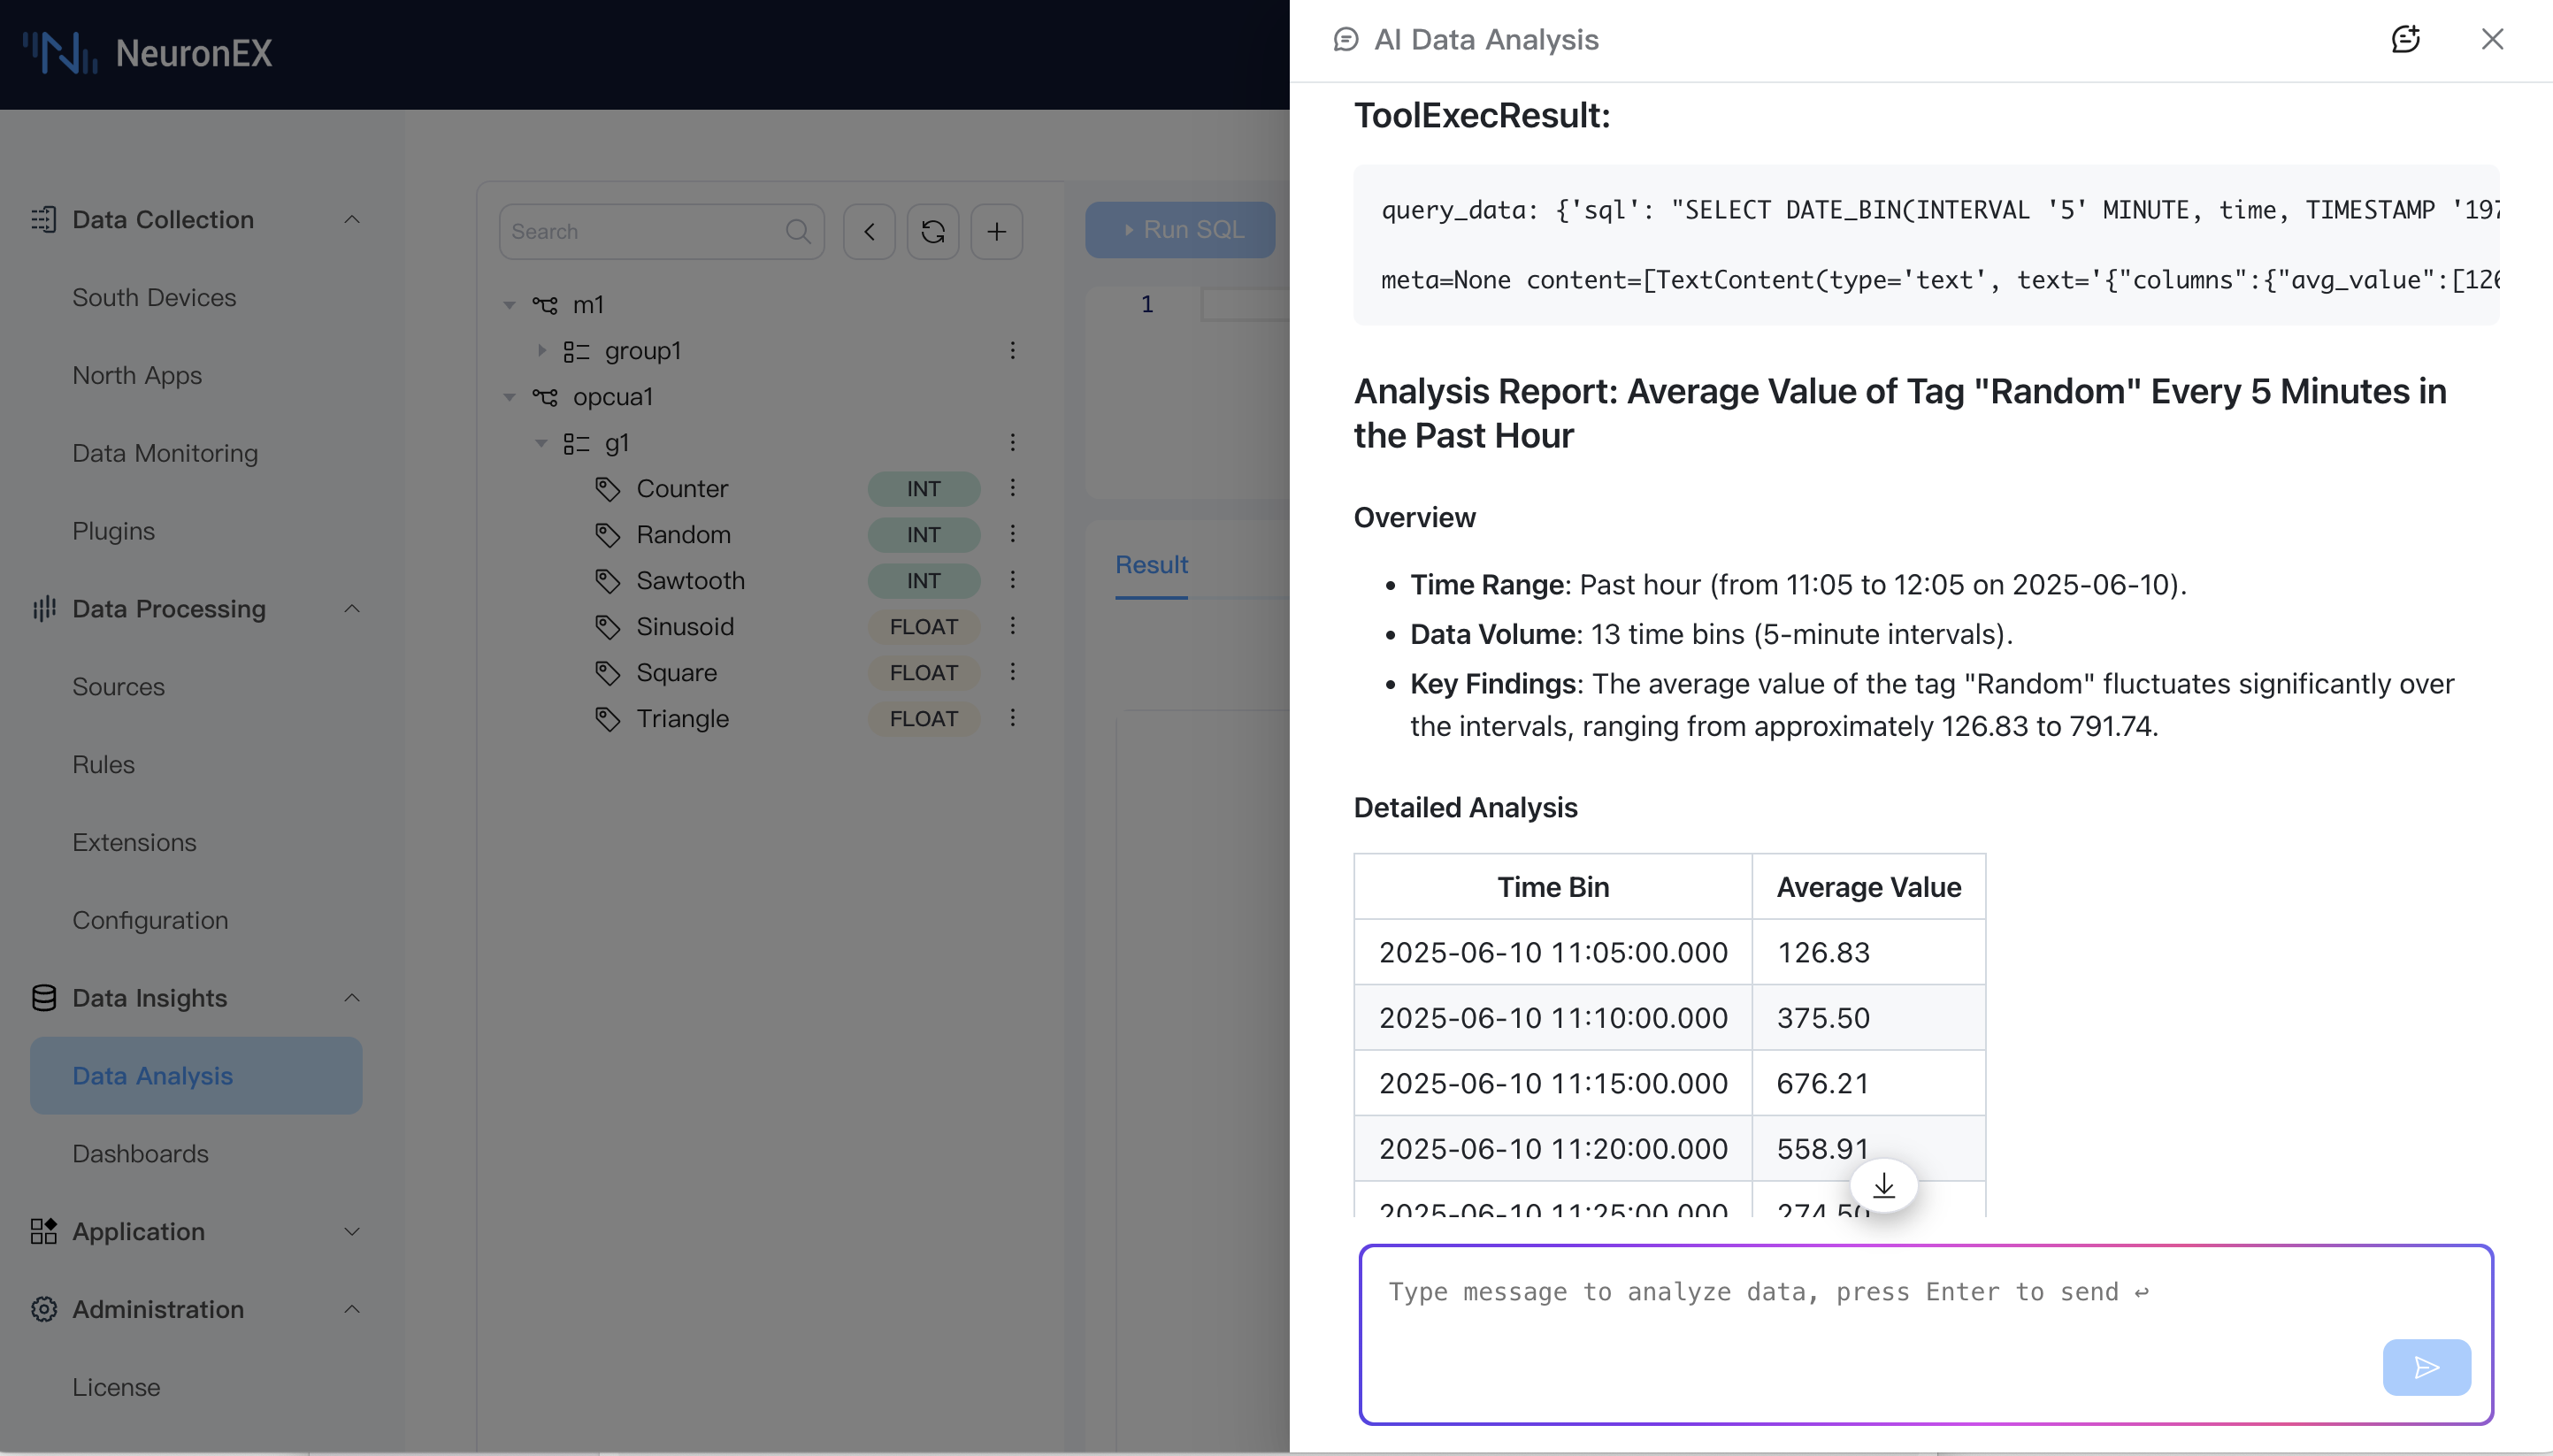 NeuronEX
Data Collection
South Devices
North Apps
Data Monitoring
Plugins
Data Processing
Sources
Rules
Extensions
Configuration
Data Insights
Data Analysis
Dashboards
Application
Administration
License
Search
m1
group1
opcua1
g1
Counter INT
Random INT
Sawtooth INT
Sinusoid FLOAT
Square FLOAT
Triangle FLOAT
Run SQL
1
Result
AI Data Analysis
ToolExecResult:
query_data: {'sql': "SELECT DATE_BIN(INTERVAL '5' MINUTE, time, TIMESTAMP '197
meta=None content=[TextContent(type='text', text='{"columns":{"avg_value":[126
Analysis Report: Average Value of Tag "Random" Every 5 Minutes in
the Past Hour
Overview
• Time Range: Past hour (from 11:05 to 12:05 on 2025-06-10).
• Data Volume: 13 time bins (5-minute intervals).
• Key Findings: The average value of the tag "Random" fluctuates significantly over
the intervals, ranging from approximately 126.83 to 791.74.
Detailed Analysis
Time Bin Average Value
2025-06-10 11:05:00.000 126.83
2025-06-10 11:10:00.000 375.50
2025-06-10 11:15:00.000 676.21
2025-06-10 11:20:00.000 558.91
2025-06-10 11:25:00.000 274.50
Type message to analyze data, press Enter to send ↩